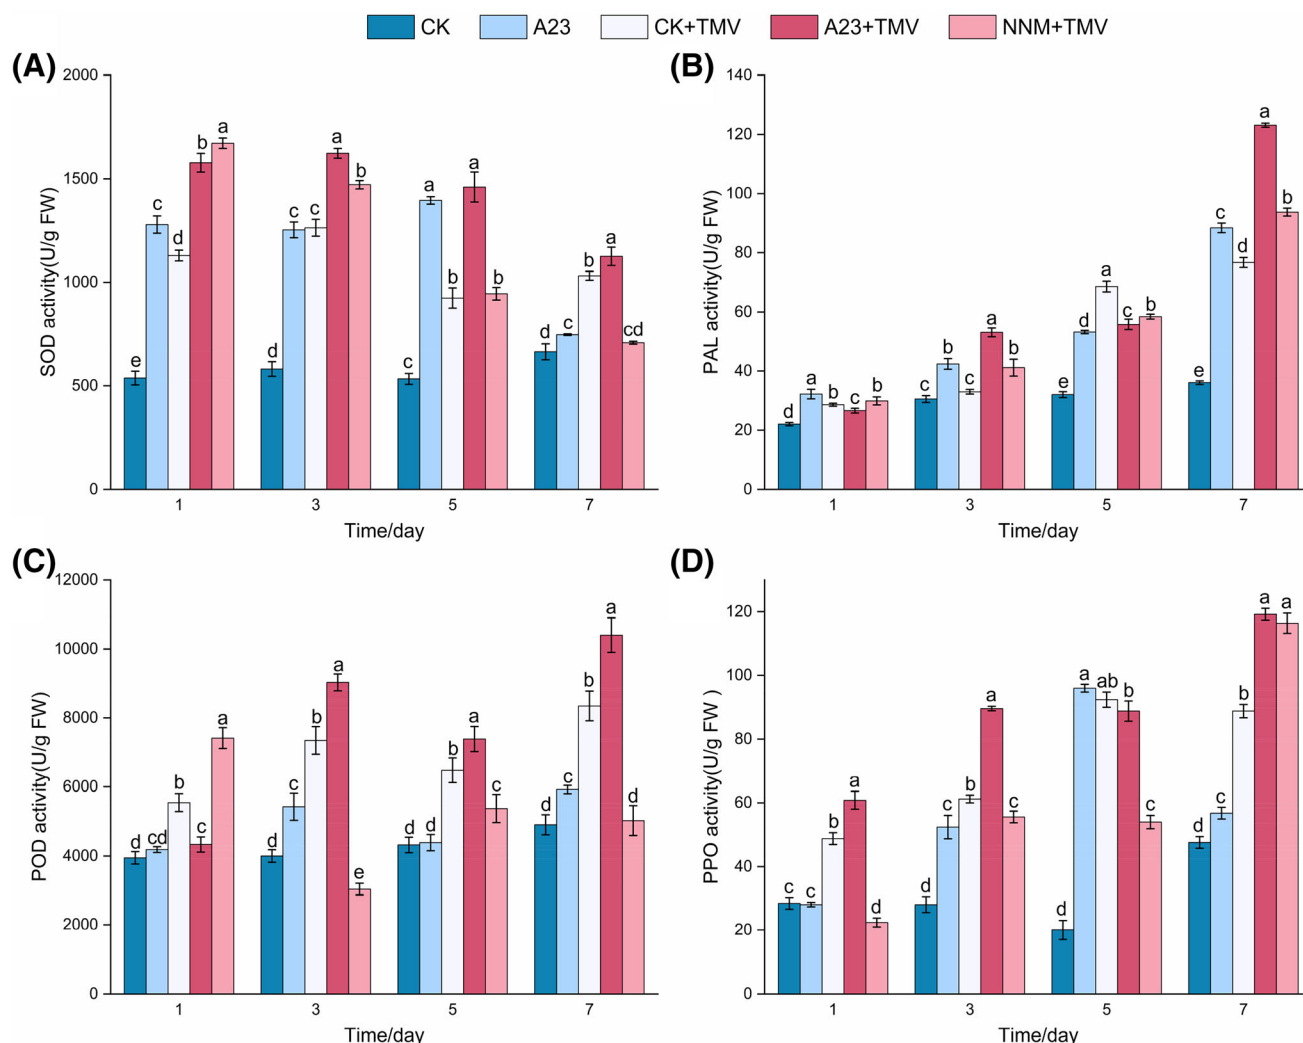 CK A23 CK+TMV A23+TMV NNM+TMV
(A)
2000
1500
1000
500
0
SOD activity(U/g FW)
e c d b a
d c c a b
c a b a b
d c b a cd
1 3 5 7
Time/day
(B)
140
120
100
80
60
40
20
0
PAL activity(U/g FW)
d a b c b
c b c a b
e d a c b
e c d a b
1 3 5 7
Time/day
(C)
12000
10000
8000
6000
4000
2000
0
POD activity(U/g FW)
d cd b c a
d c b a e
d d b a c
d c b a d
1 3 5 7
Time/day
(D)
120
100
80
60
40
20
0
PPO activity(U/g FW )
c c b a d
d c b a c
d a ab b c
d c b a a
1 3 5 7
Time/day